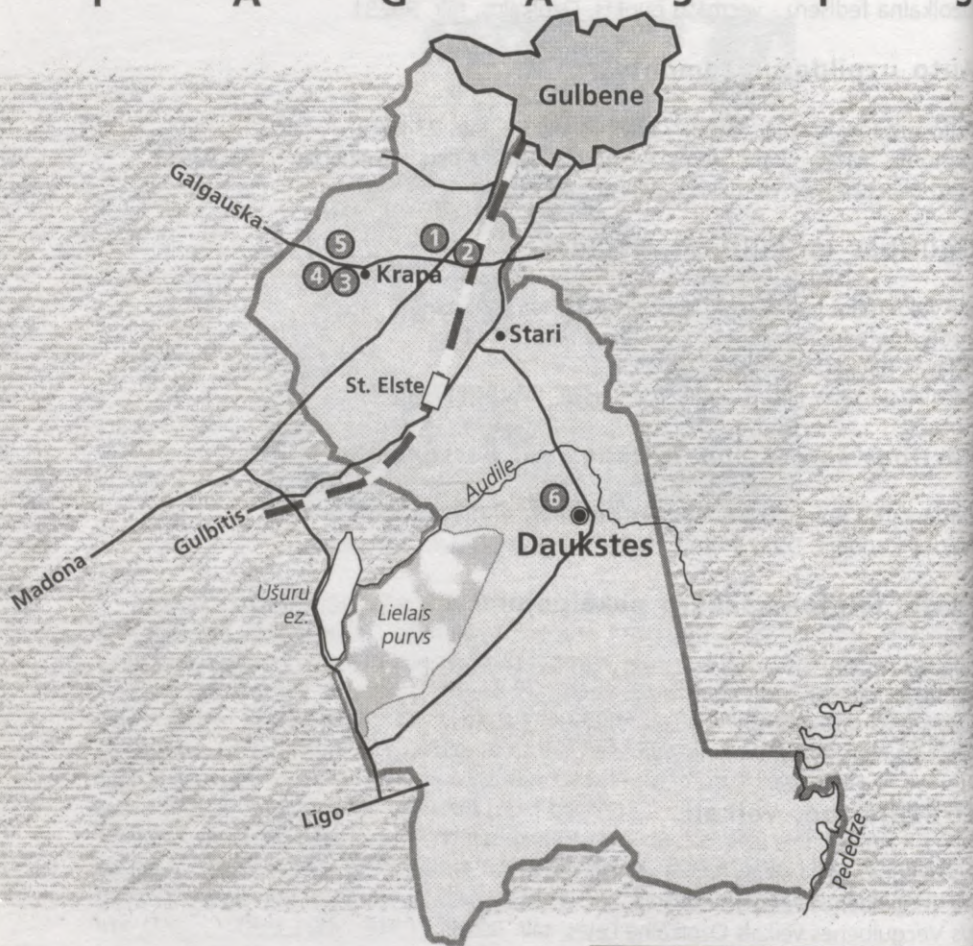 P A G A S T S
Gulbene
Galgauska
5
1
2
4
3
Krapa
Stari
St. Elste
Audile
6
Daukstes
Gulbītis
Madona
Ušuru
ez.
Lielais
purvs
Līgo
Pededze